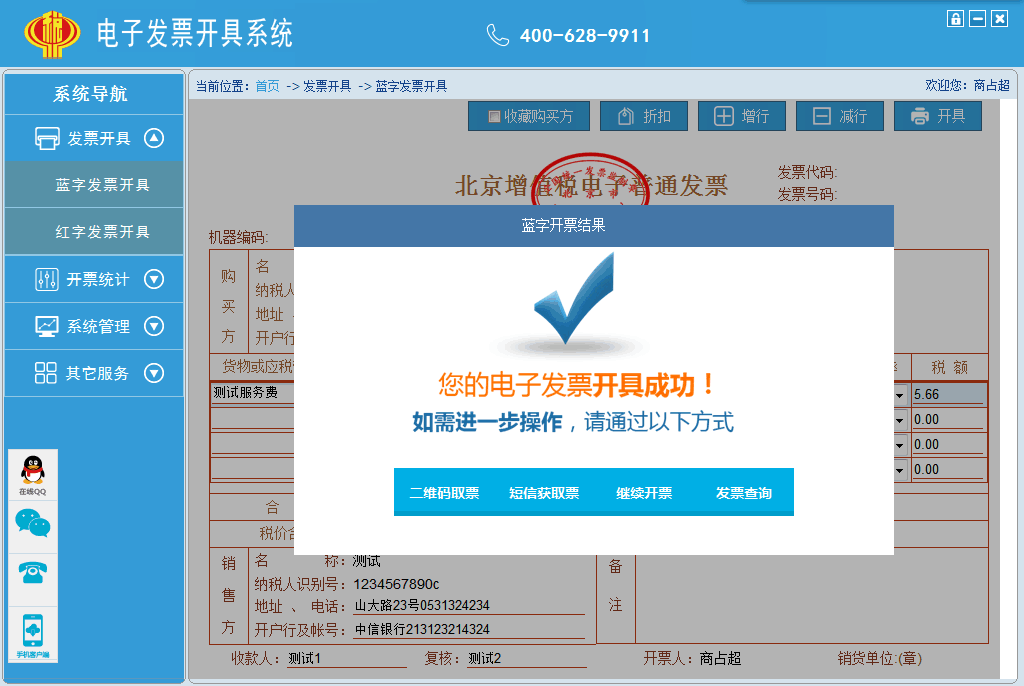 税
电子发票开具系统
400-628-9911
系统导航
发票开具
蓝字发票开具
红字发票开具
开票统计
系统管理
其它服务
在线QQ
手机客户端
当前位置：首页 -> 发票开具 -> 蓝字发票开具
欢迎您：商占超
收藏购买方 折扣 增行 减行 开具
北京增值税电子普通发票
发票代码:
发票号码:
机器编码:
蓝字开票结果
购买方
名
纳税人
地址
开户行
货物或应税
税 额
测试服务费
5.66
0.00
0.00
0.00
您的电子发票开具成功！
如需进一步操作，请通过以下方式
二维码取票 短信获取票 继续开票 发票查询
合
税价合
销售方
名 称：测试
纳税人识别号：1234567890c
地址 、 电话：山大路23号0531324234
开户行及帐号：中信银行213123214324
备注
收款人：测试1 复核：测试2 开票人：商占超 销货单位:(章)